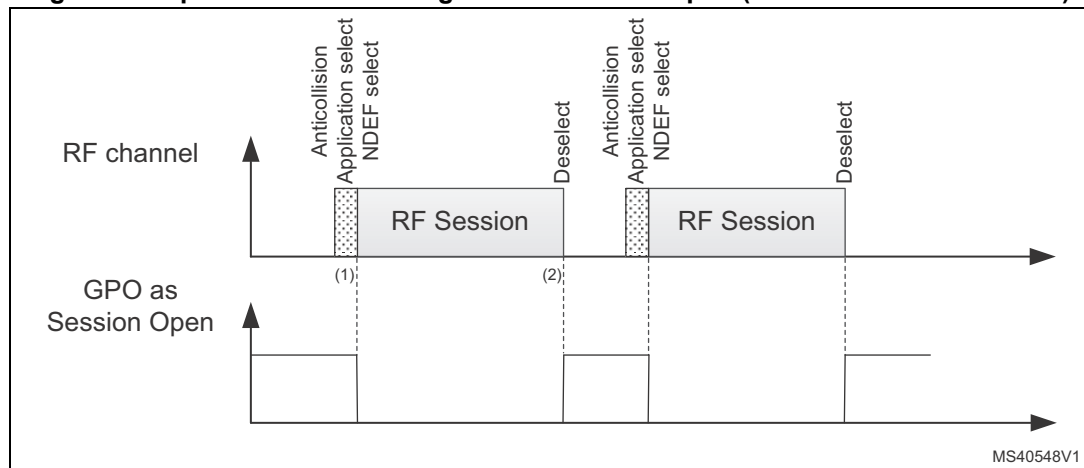 Anticollision
Application select
NDEF select
Deselect
Anticollision
Application select
NDEF select
Deselect
RF channel
RF Session
RF Session
(1)
(2)
GPO as
Session Open
MS40548V1